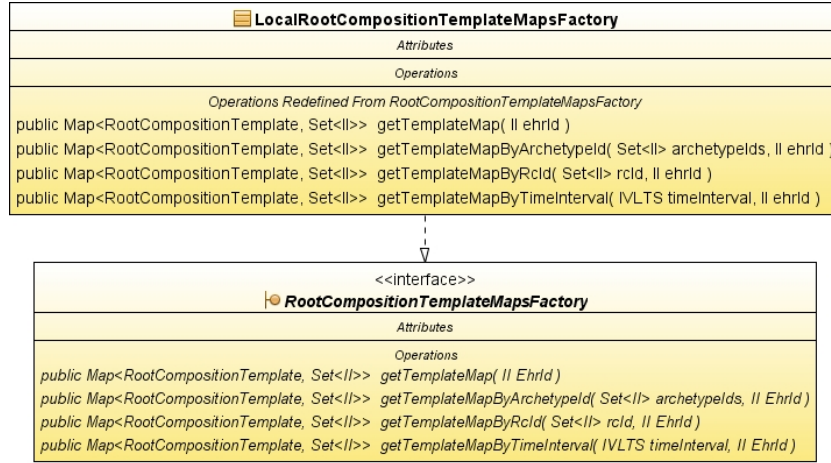 LocalRootCompositionTemplateMapsFactory
Attributes
Operations
Operations Redefined From RootCompositionTemplateMapsFactory
public Map<RootCompositionTemplate, Set<II>> getTemplateMap( II ehrId )
public Map<RootCompositionTemplate, Set<II>> getTemplateMapByArchetypeId( Set<II> archetypeIds, II ehrId )
public Map<RootCompositionTemplate, Set<II>> getTemplateMapByRcId( Set<II> rcId, II ehrId )
public Map<RootCompositionTemplate, Set<II>> getTemplateMapByTimeInterval( IVLTS timeInterval, II ehrId )
<<interface>>
RootCompositionTemplateMapsFactory
Attributes
Operations
public Map<RootCompositionTemplate, Set<II>> getTemplateMap( II EhrId )
public Map<RootCompositionTemplate, Set<II>> getTemplateMapByArchetypeId( Set<II> archetypeIds, II EhrId )
public Map<RootCompositionTemplate, Set<II>> getTemplateMapByRcId( Set<II> rcId, II EhrId )
public Map<RootCompositionTemplate, Set<II>> getTemplateMapByTimeInterval( IVLTS timeInterval, II EhrId )